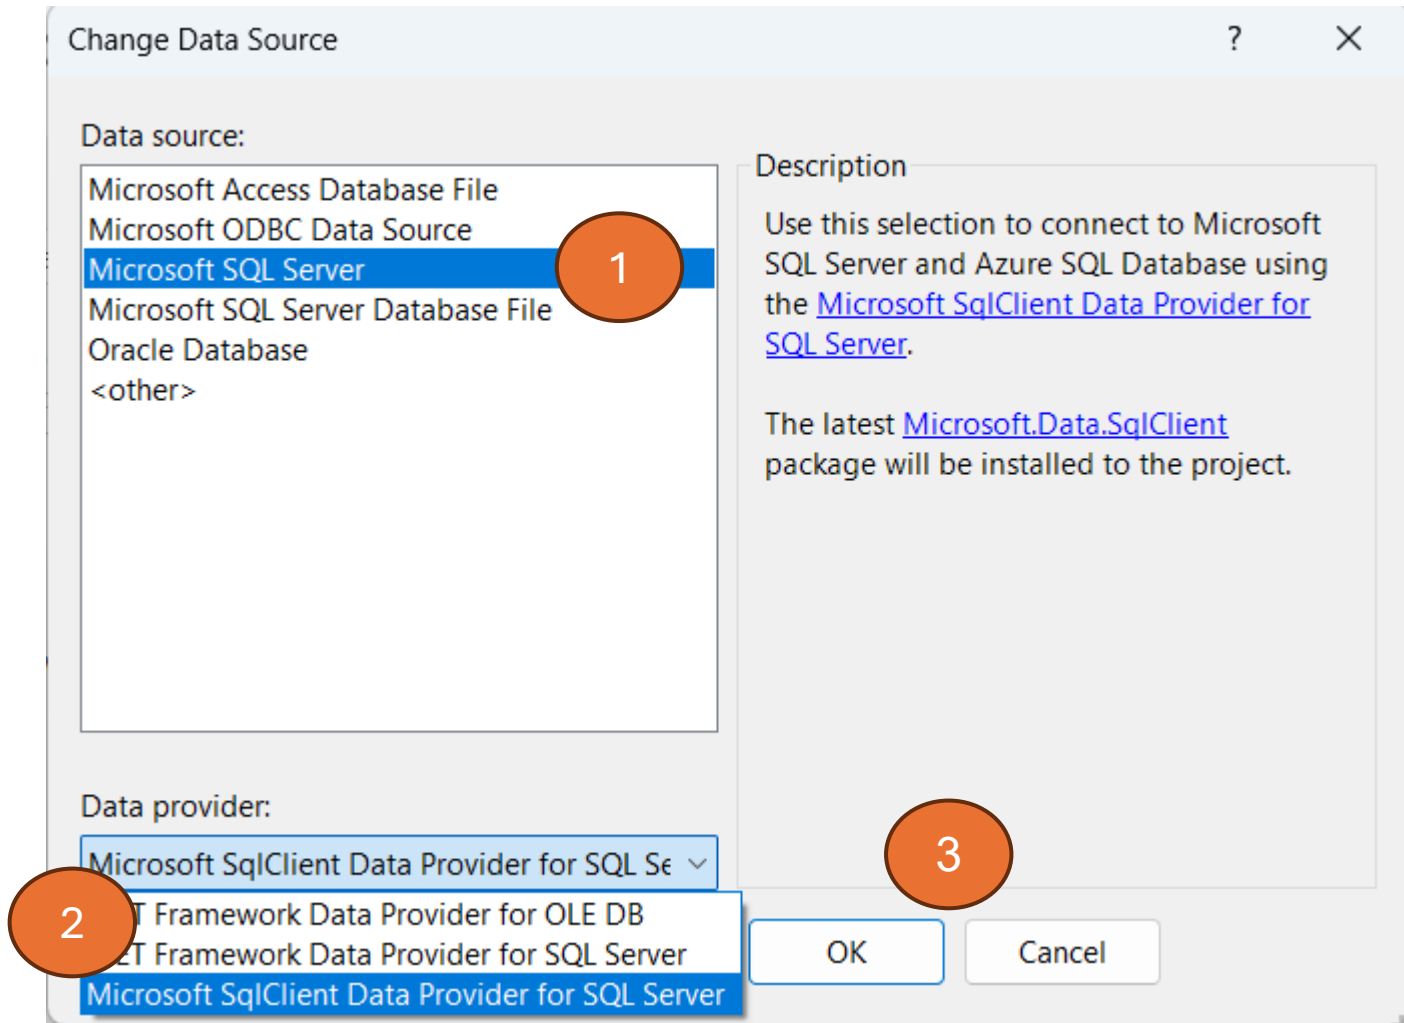 Change Data Source
?
Data source:
Microsoft Access Database File
Microsoft ODBC Data Source
Microsoft SQL Server
1
Microsoft SQL Server Database File
Oracle Database
<other>
Description
Use this selection to connect to Microsoft
SQL Server and Azure SQL Database using
the Microsoft SqlClient Data Provider for
SQL Server.
The latest Microsoft.Data.SqlClient
package will be installed to the project.
Data provider:
Microsoft SqlClient Data Provider for SQL Se
2
Framework Data Provider for OLE DB
Framework Data Provider for SQL Server
Microsoft SqlClient Data Provider for SQL Server
3
OK
Cancel